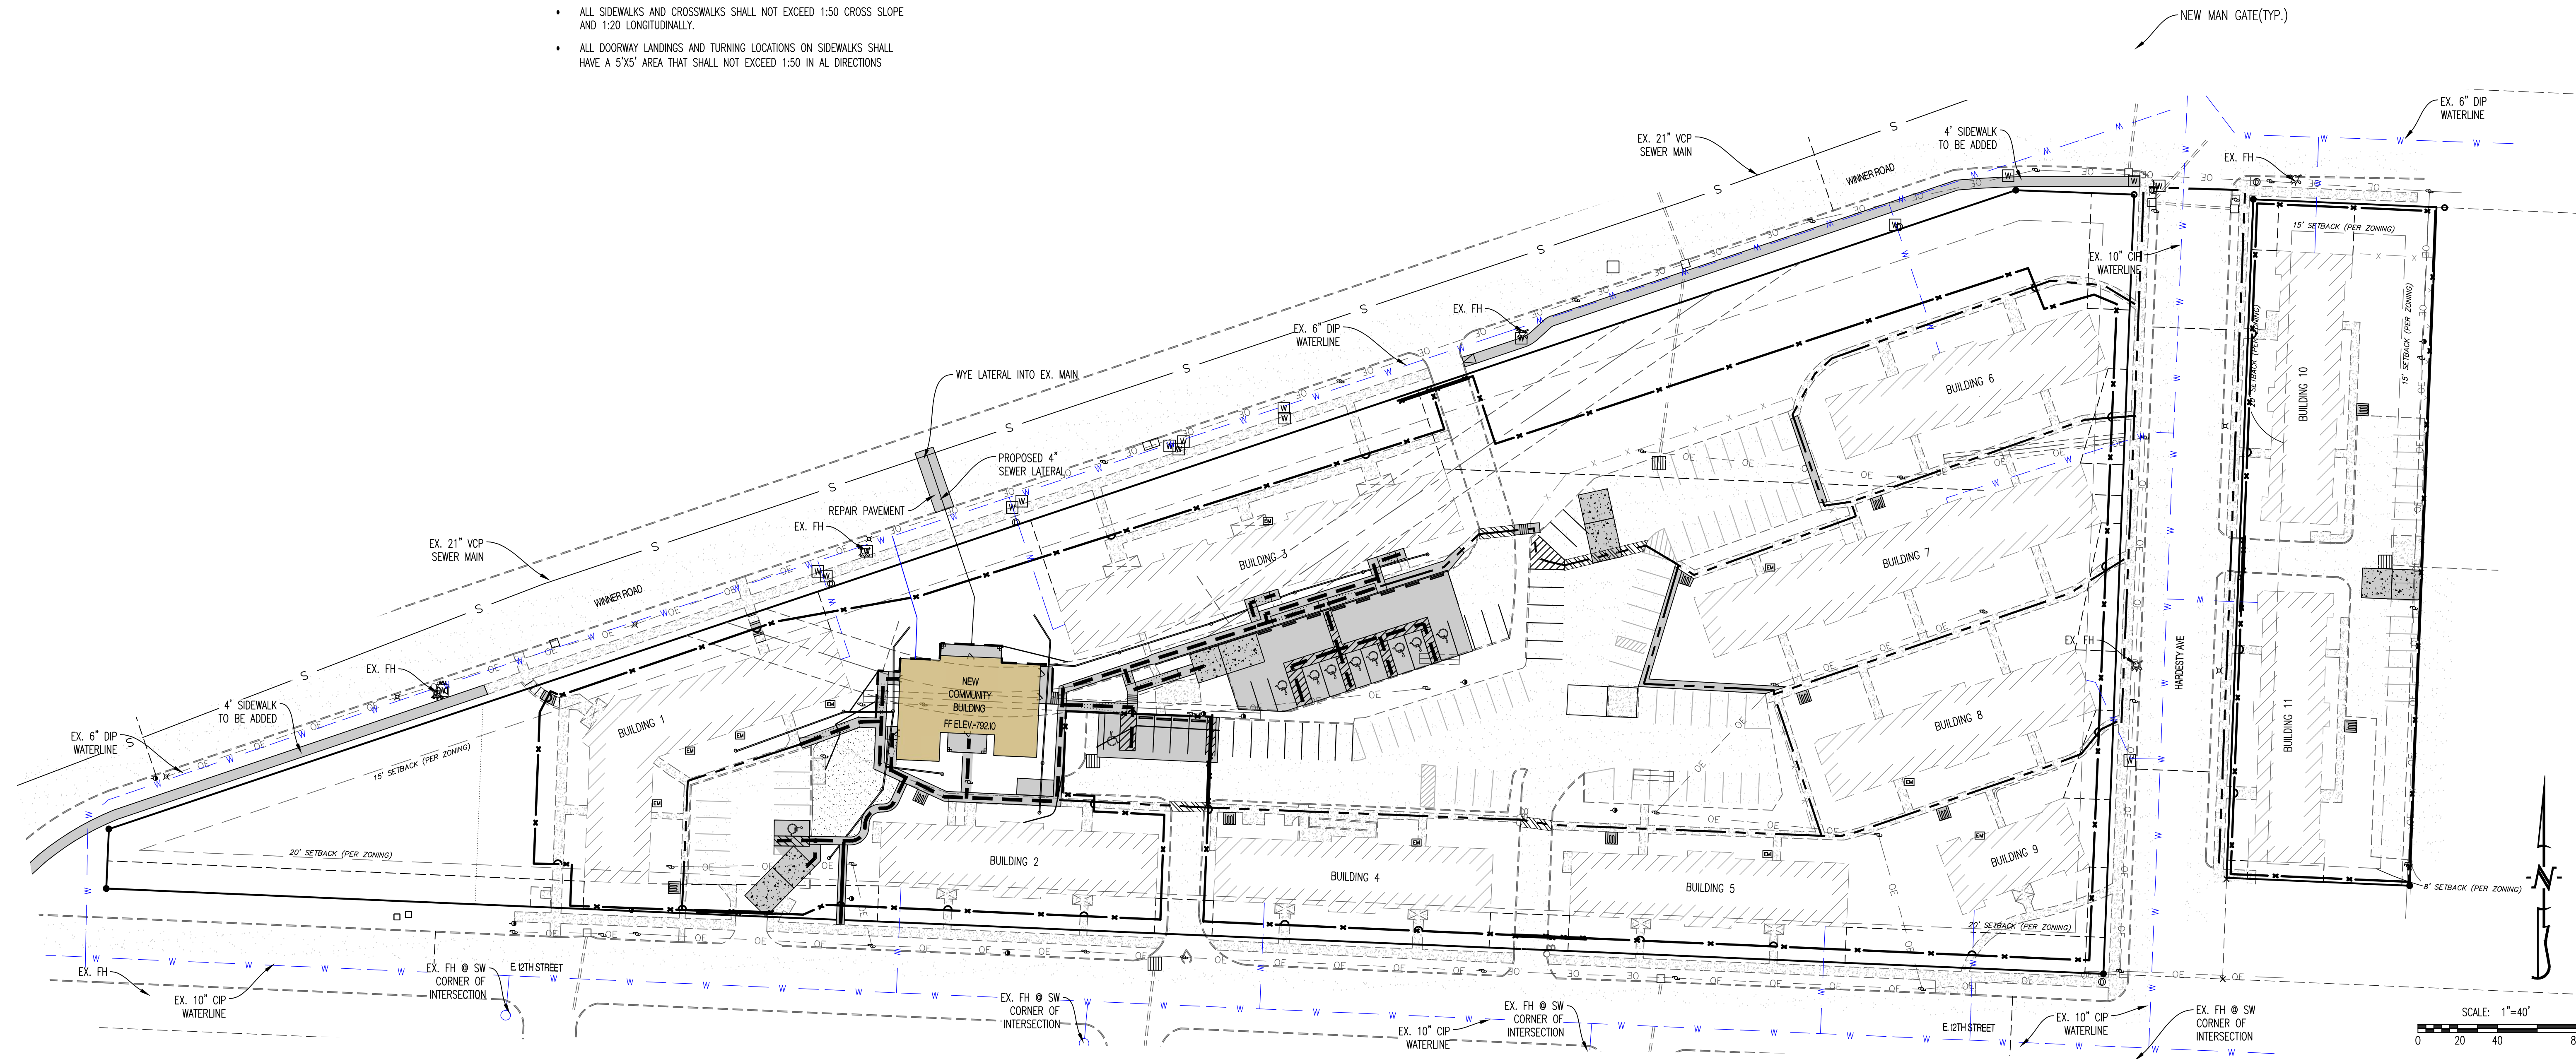 • ALL SIDEWALKS AND CROSSWALKS SHALL NOT EXCEED 1:50 CROSS SLOPE
AND 1:20 LONGITUDINALLY.
• ALL DOORWAY LANDINGS AND TURNING LOCATIONS ON SIDEWALKS SHALL
HAVE A 5'X5' AREA THAT SHALL NOT EXCEED 1:50 IN AL DIRECTIONS
NEW MAN GATE(TYP.)
EX. 6" DIP
WATERLINE
EX. 21" VCP
SEWER MAIN
4' SIDEWALK
TO BE ADDED
WINNER ROAD
EX. FH
15' SETBACK (PER ZONING)
EX. 10" CIP
WATERLINE
15' SETBACK (PER ZONING)
20' SETBACK (PER ZONING)
BUILDING 10
EX. FH
EX. 6" DIP
WATERLINE
WYE LATERAL INTO EX. MAIN
BUILDING 6
PROPOSED 4"
SEWER LATERAL
REPAIR PAVEMENT
EX. FH
EX. 21" VCP
SEWER MAIN
BUILDING 3
BUILDING 7
WINNER ROAD
EX. FH
EX. FH
HARDESTY AVE
NEW
COMMUNITY
BUILDING
FF ELEV.=792.10
4' SIDEWALK
TO BE ADDED
BUILDING 1
BUILDING 8
BUILDING 11
EX. 6" DIP
WATERLINE
15' SETBACK (PER ZONING)
20' SETBACK (PER ZONING)
BUILDING 2
BUILDING 4
BUILDING 5
BUILDING 9
8' SETBACK (PER ZONING)
20' SETBACK (PER ZONING)
EX. FH
EX. 10" CIP
WATERLINE
EX. FH @ SW
CORNER OF
INTERSECTION
E. 12TH STREET
EX. FH @ SW
CORNER OF
INTERSECTION
EX. 10" CIP
WATERLINE
EX. FH @ SW
CORNER OF
INTERSECTION
E. 12TH STREET
EX. 10" CIP
WATERLINE
EX. FH @ SW
CORNER OF
INTERSECTION
N
SCALE: 1"=40'
0 20 40